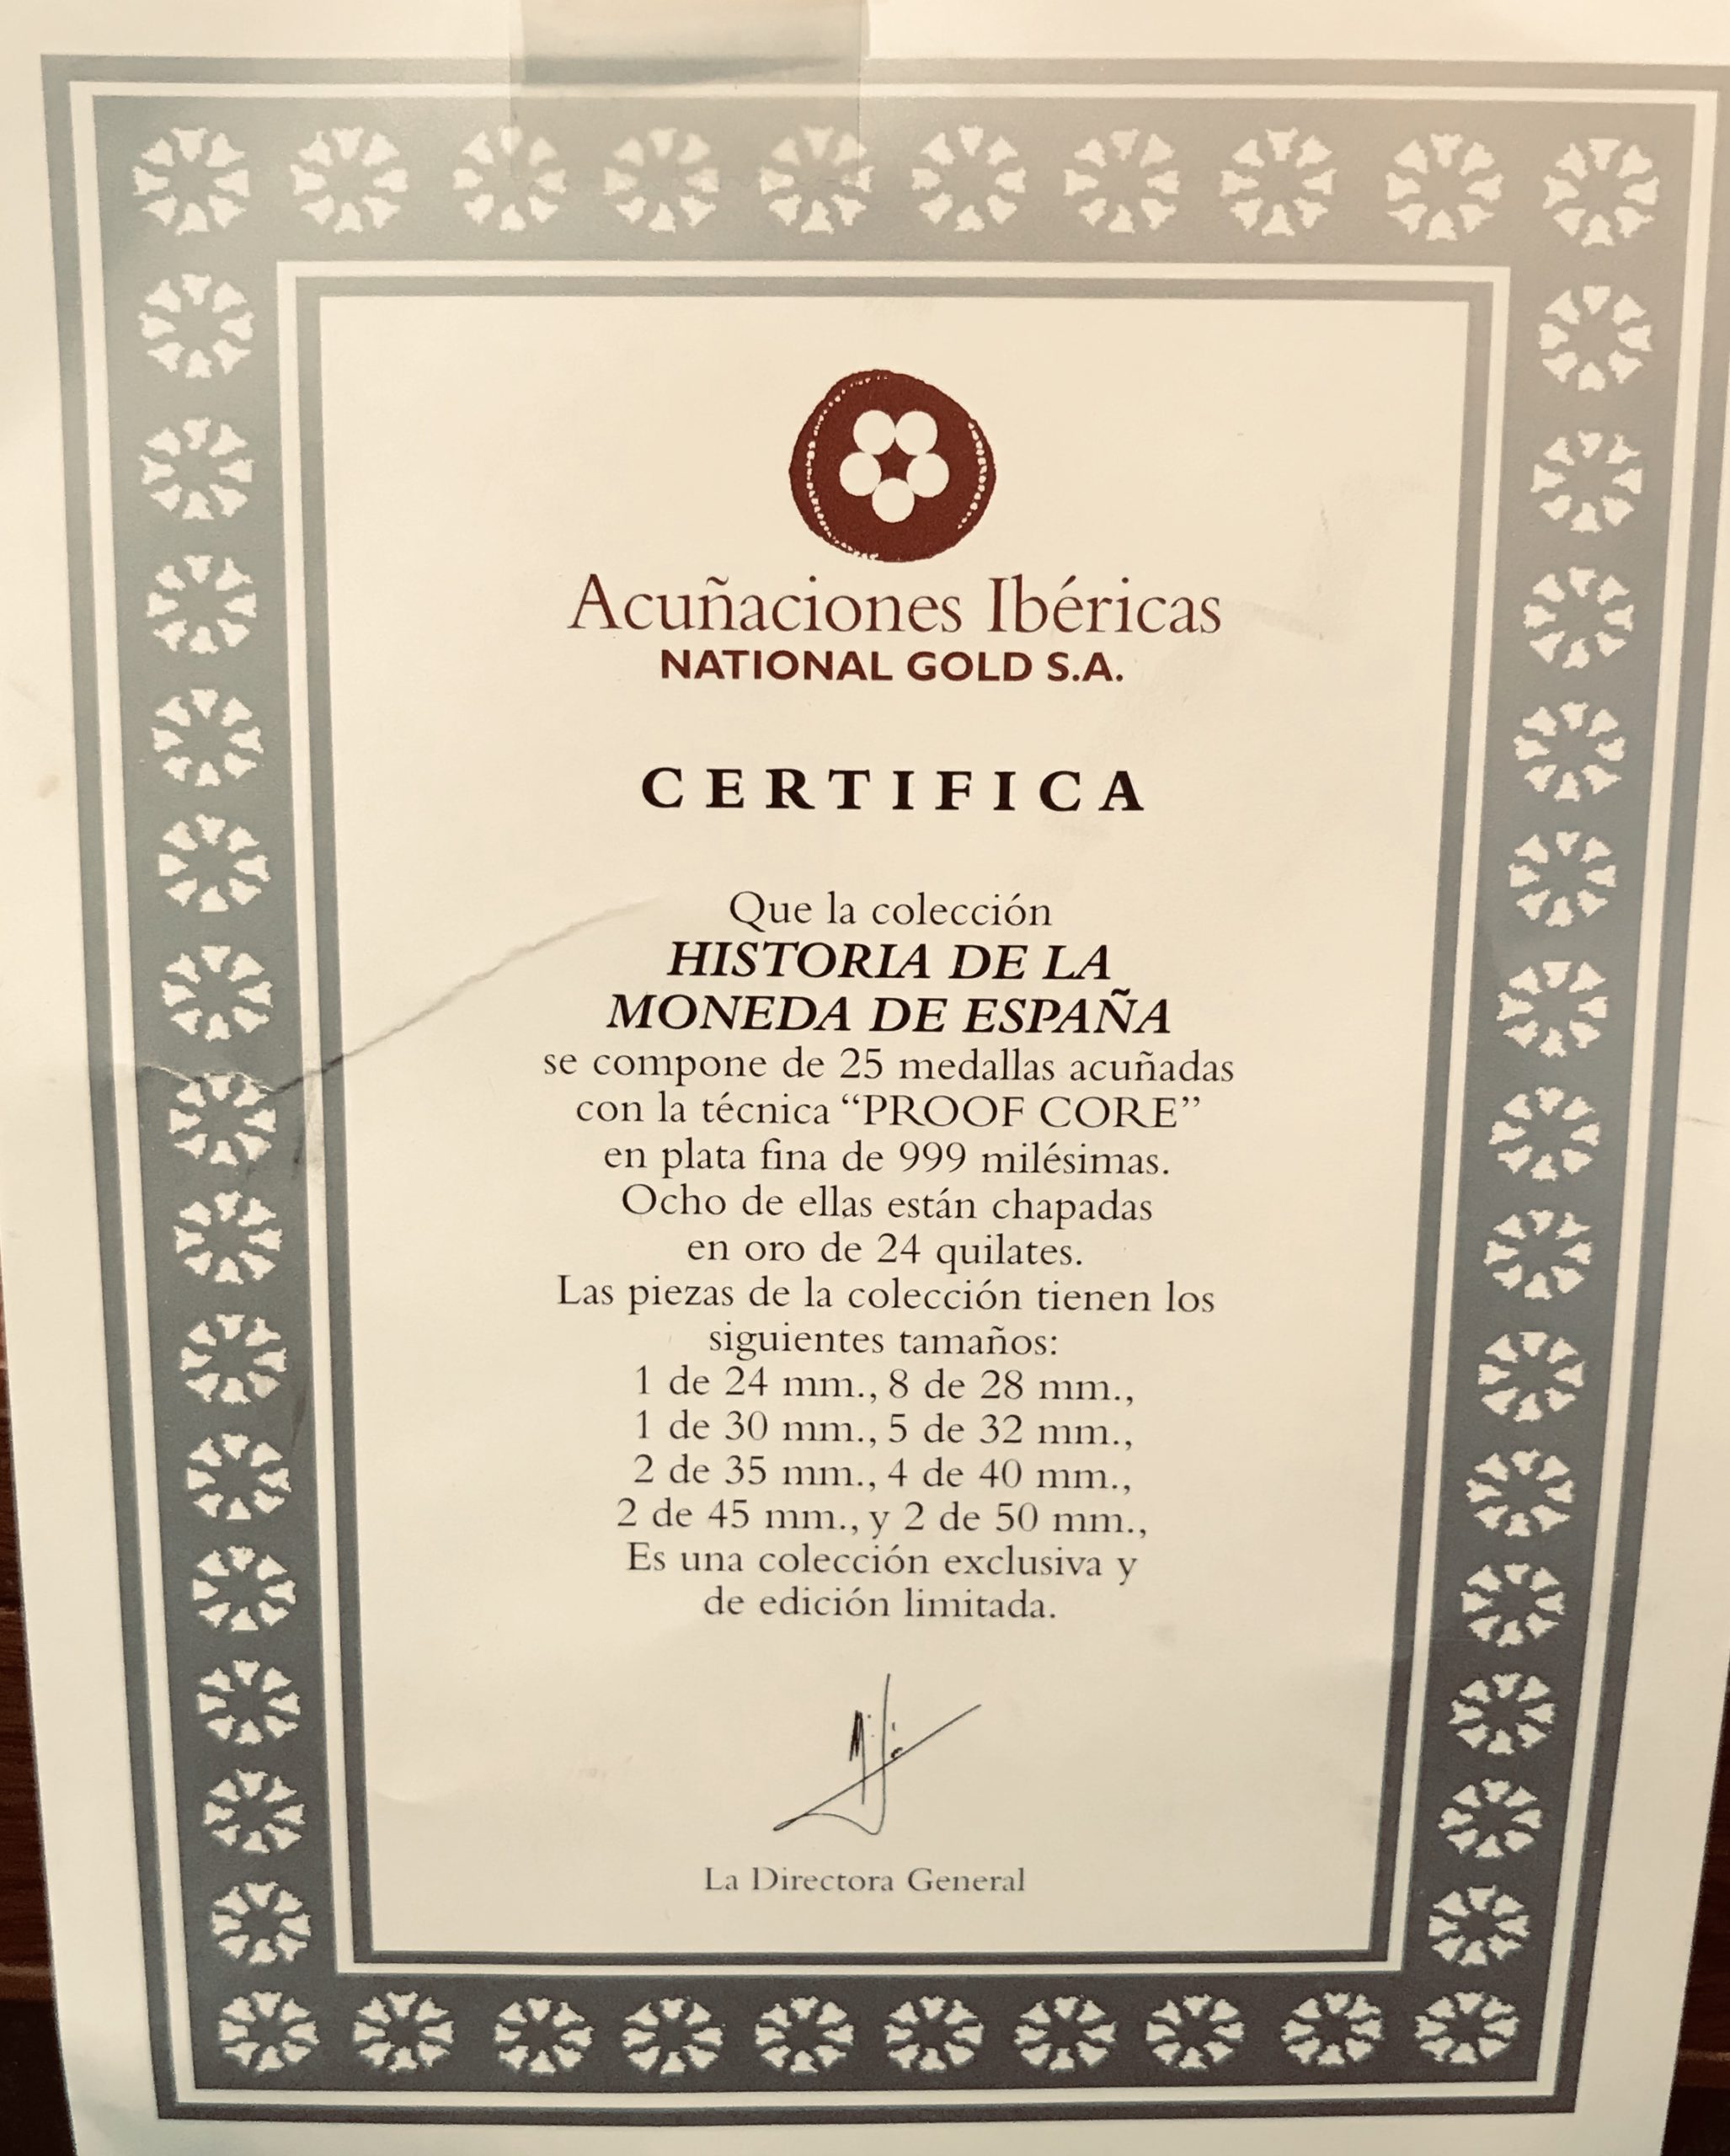 Acuñaciones Ibéricas
NATIONAL GOLD S.A.
CERTIFICA
Que la colección
HISTORIA DE LA
MONEDA DE ESPAÑA
se compone de 25 medallas acuñadas
con la técnica “PROOF CORE”
en plata fina de 999 milésimas.
Ocho de ellas están chapadas
en oro de 24 quilates.
Las piezas de la colección tienen los
siguientes tamaños:
1 de 24 mm., 8 de 28 mm.,
1 de 30 mm., 5 de 32 mm.,
2 de 35 mm., 4 de 40 mm.,
2 de 45 mm., y 2 de 50 mm.,
Es una colección exclusiva y
de edición limitada.
La Directora General